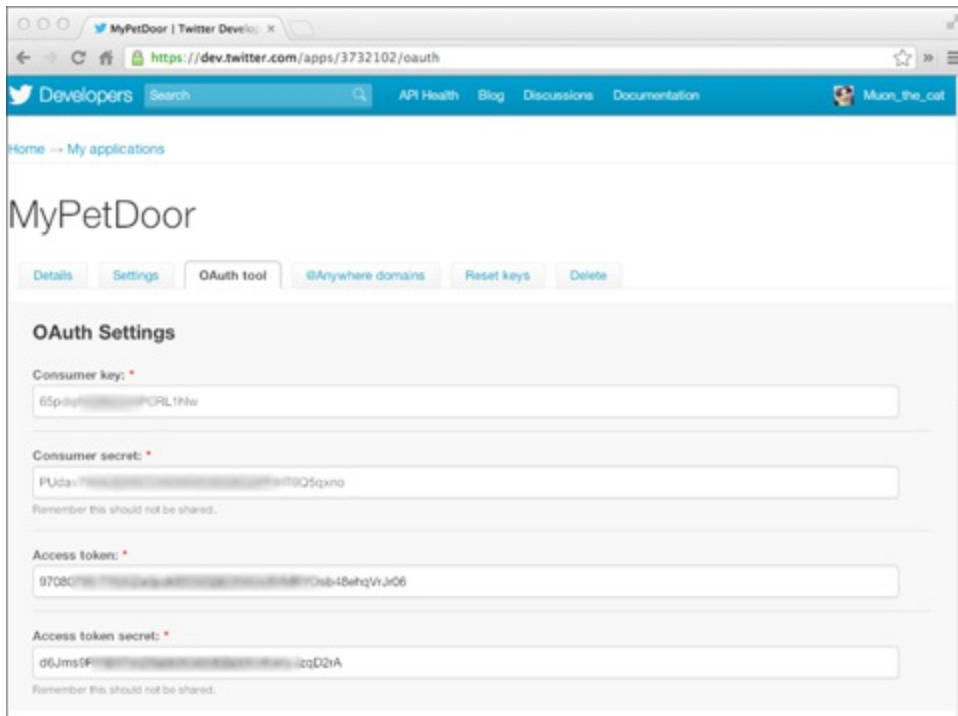 MyPetDoor | Twitter Develop
https://dev.twitter.com/apps/3732102/oauth
Developers Search API Health Blog Discussions Documentation Muon_the_cat
Home → My applications
MyPetDoor
Details Settings OAuth tool @Anywhere domains Reset keys Delete
OAuth Settings
Consumer key: *
Consumer secret: *
Remember this should not be shared.
Access token: *
Access token secret: *
Remember this should not be shared.